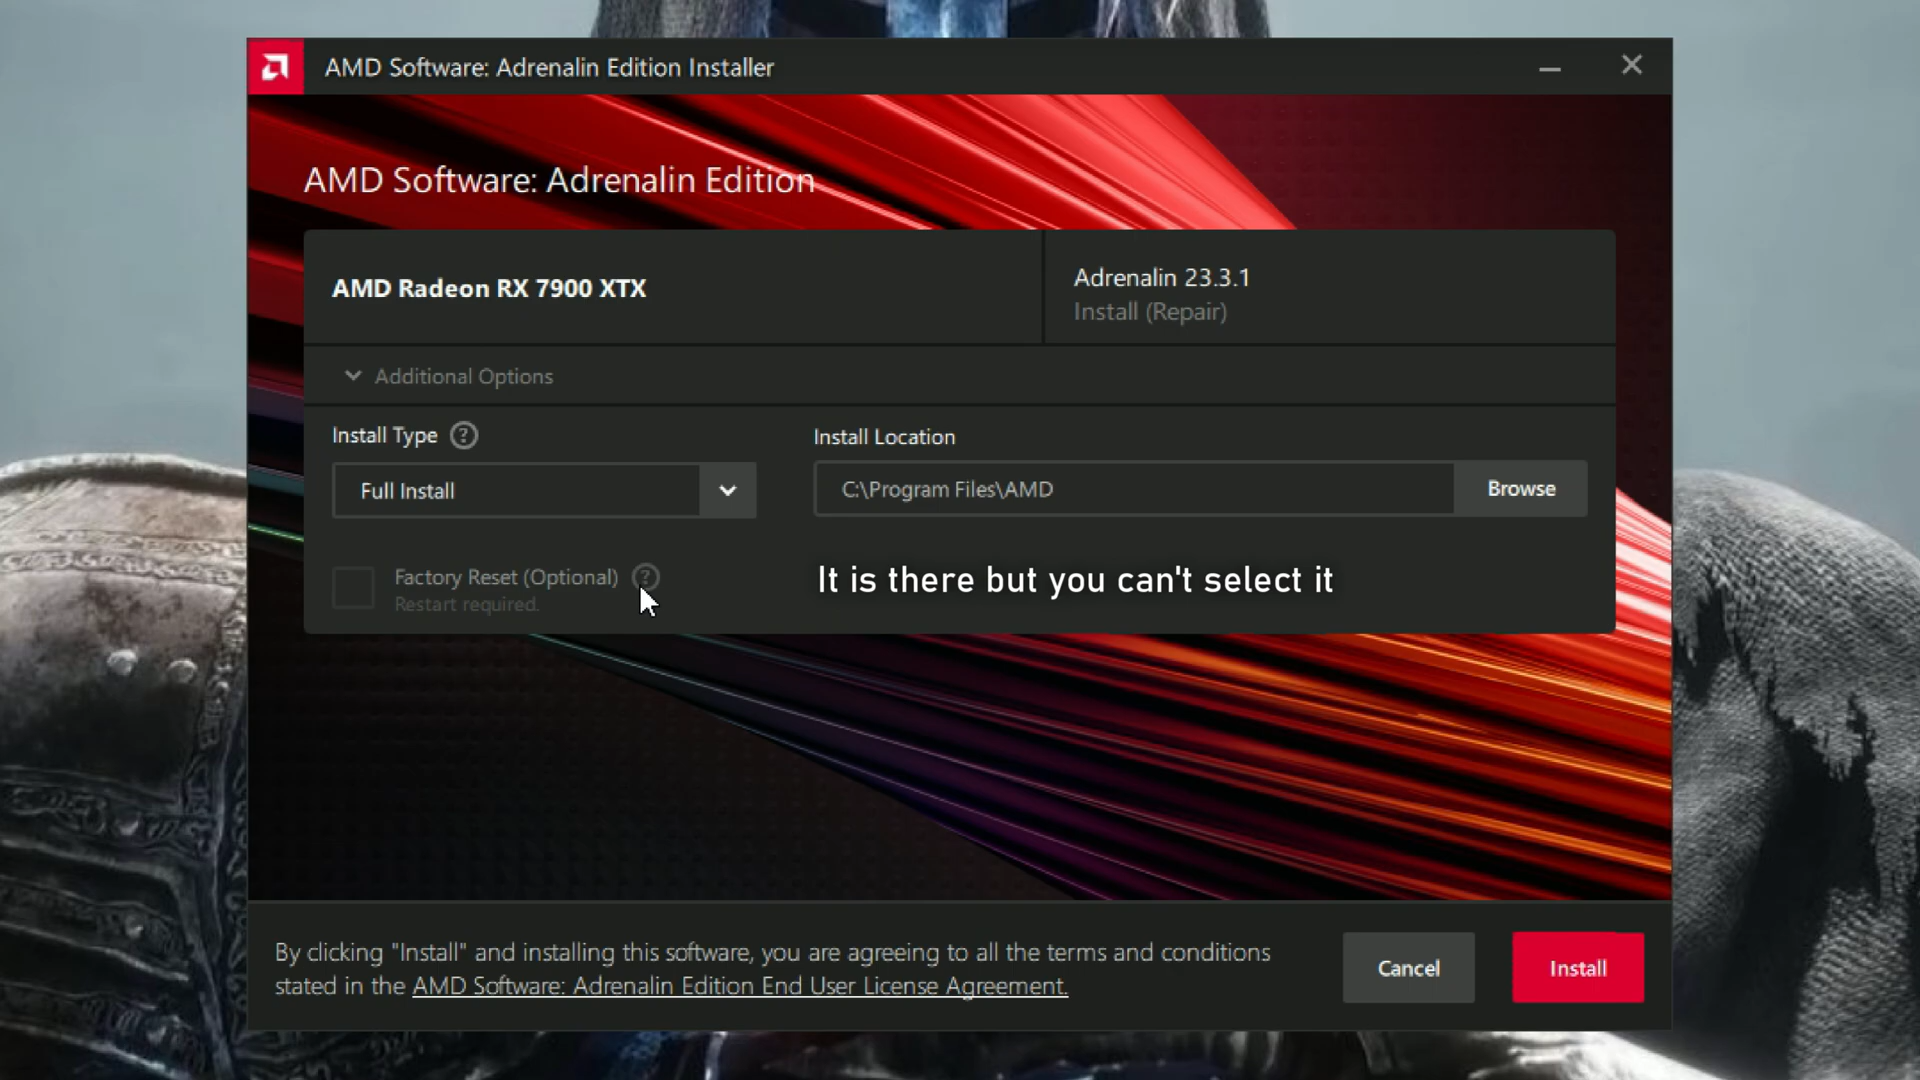 AMD Software: Adrenalin Edition Installer
AMD Software: Adrenalin Edition
AMD Radeon RX 7900 XTX
Adrenalin 23.3.1
Install (Repair)
Additional Options
Install Type ?
Install Location
Full Install
C:\Program Files\AMD
Browse
Factory Reset (Optional) ?
Restart required.
It is there but you can't select it
By clicking "Install" and installing this software, you are agreeing to all the terms and conditions
stated in the AMD Software: Adrenalin Edition End User License Agreement.
Cancel
Install